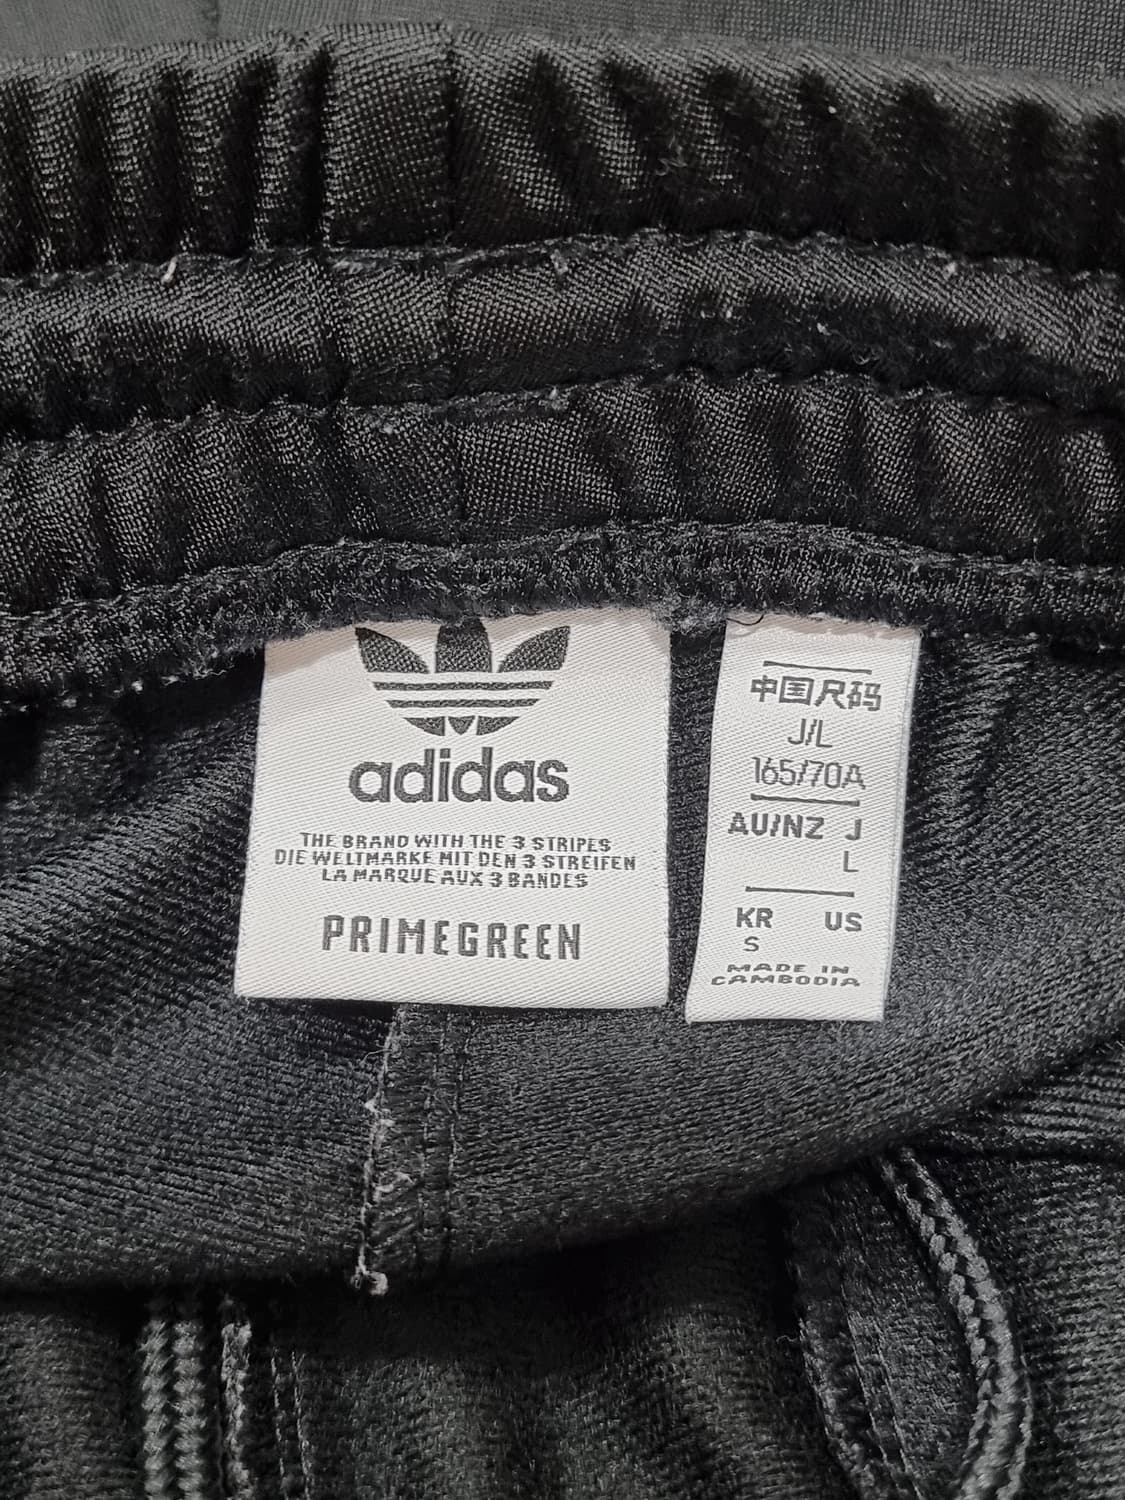 adidas
THE BRAND WITH THE 3 STRIPES
DIE WELTMARKE MIT DEN 3 STREIFEN
LA MARQUE AUX 3 BANDES
PRIMEGREEN
中国尺码
J/L
165/70A
AU/NZ J
L
KR US
S
MADE IN
CAMBODIA